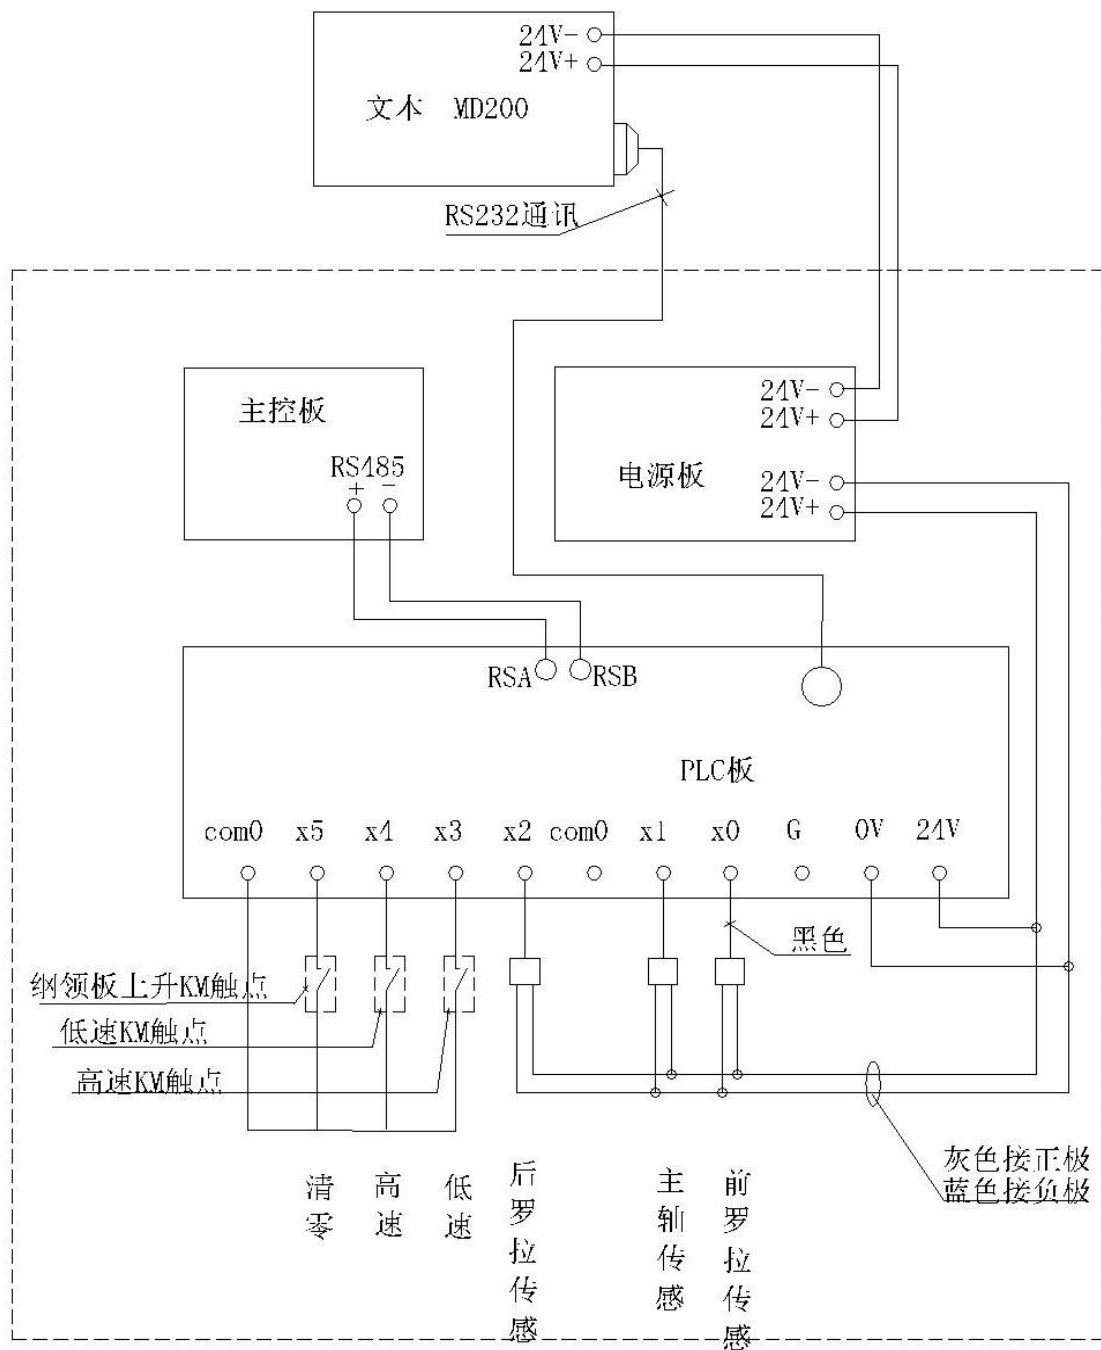 24V-
24V+
文本 MD200
RS232通讯
主控板
RS485
+ -
24V-
24V+
电源板
24V-
24V+
RSA
RSB
PLC板
com0 x5 x4 x3 x2 com0 x1 x0 G 0V 24V
黑色
纲领板上升KM触点
低速KM触点
高速KM触点
灰色接正极
蓝色接负极
清零
高速
低速
后罗拉传感
主轴传感
前罗拉传感